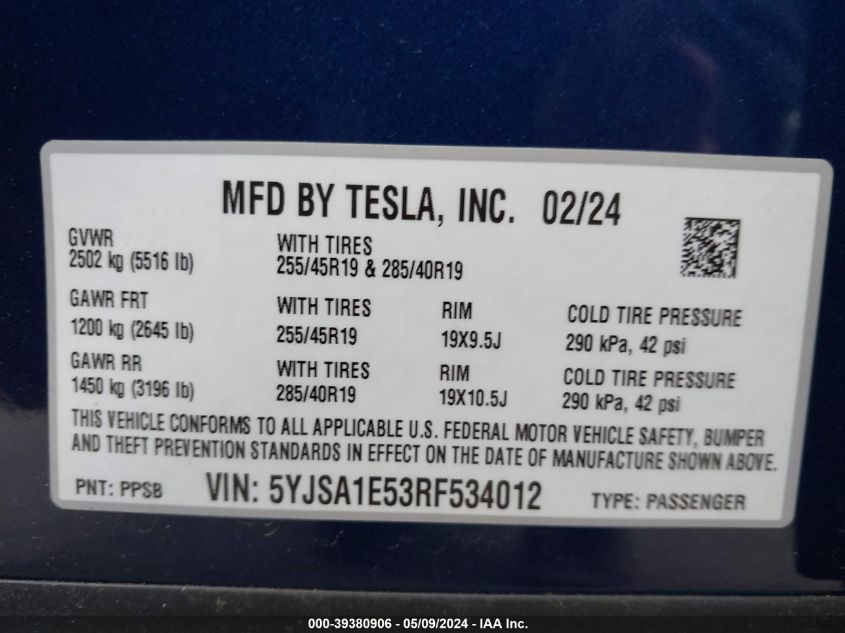 MFD BY TESLA, INC. 02/24
GVWR
2502 kg (5516 lb)
WITH TIRES
255/45R19 & 285/40R19
GAWR FRT
1200 kg (2645 lb)
WITH TIRES
255/45R19
RIM
19X9.5J
COLD TIRE PRESSURE
290 kPa, 42 psi
GAWR RR
1450 kg (3196 lb)
WITH TIRES
285/40R19
RIM
19X10.5J
COLD TIRE PRESSURE
290 kPa, 42 psi
THIS VEHICLE CONFORMS TO ALL APPLICABLE U.S. FEDERAL MOTOR VEHICLE SAFETY, BUMPER
AND THEFT PREVENTION STANDARDS IN EFFECT ON THE DATE OF MANUFACTURE SHOWN ABOVE.
PNT: PPSB VIN: 5YJSA1E53RF534012 TYPE: PASSENGER
000-39380906 - 05/09/2024 - IAA Inc.